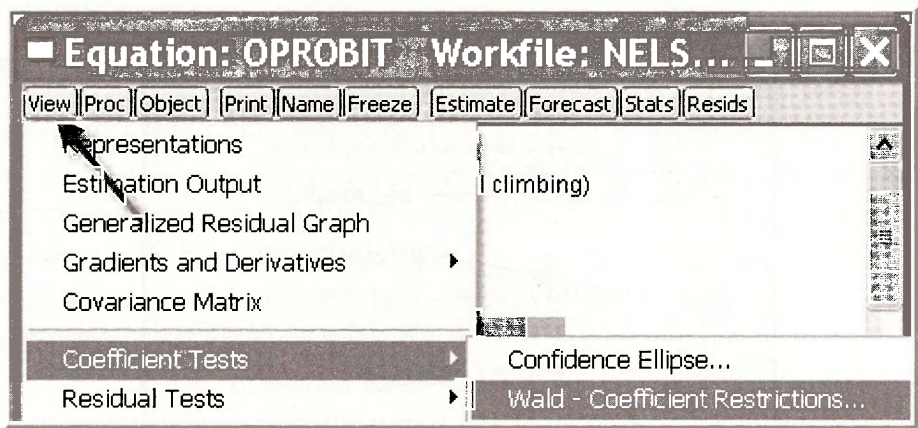 Equation: OPROBIT Workfile: NELS...
View Proc Object Print Name Freeze Estimate Forecast Stats Resids
Representations
Estimation Output
l climbing)
Generalized Residual Graph
Gradients and Derivatives
Covariance Matrix
Coefficient Tests
Confidence Ellipse...
Residual Tests
Wald - Coefficient Restrictions...